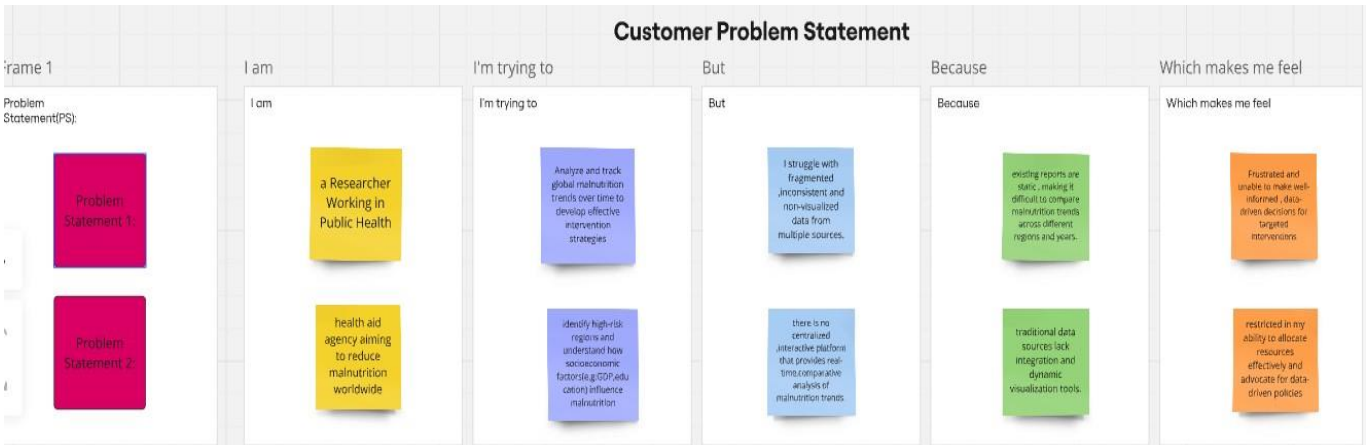 Customer Problem Statement
Frame 1
I am
I'm trying to
But
Because
Which makes me feel
Problem
Statement(PS):
I am
I'm trying to
But
Because
Which makes me feel
Problem
Statement 1:
a Researcher
Working in
Public Health
Analyze and track
global malnutrition
trends over time to
develop effective
intervention
strategies
I struggle with
fragmented
,inconsistent and
non-visualized
data from
multiple sources.
existing reports are
static , making it
difficult to compare
malnutrition trends
across different
regions and years.
Frustrated and
unable to make well-
informed , data-
driven decisions for
targeted
interventions
Problem
Statement 2:
health aid
agency aiming
to reduce
malnutrition
worldwide
identify high-risk
regions and
understand how
socioeconomic
factors(e,g:GDP,edu
cation) influence
malnutrition
there is no
centralized
,interactive platform
that provides real-
time,comparative
analysis of
malnutrition trends
traditional data
sources lack
integration and
dynamic
visualization tools.
restricted in my
ability to allocate
resources
effectively and
advocate for data-
driven policies